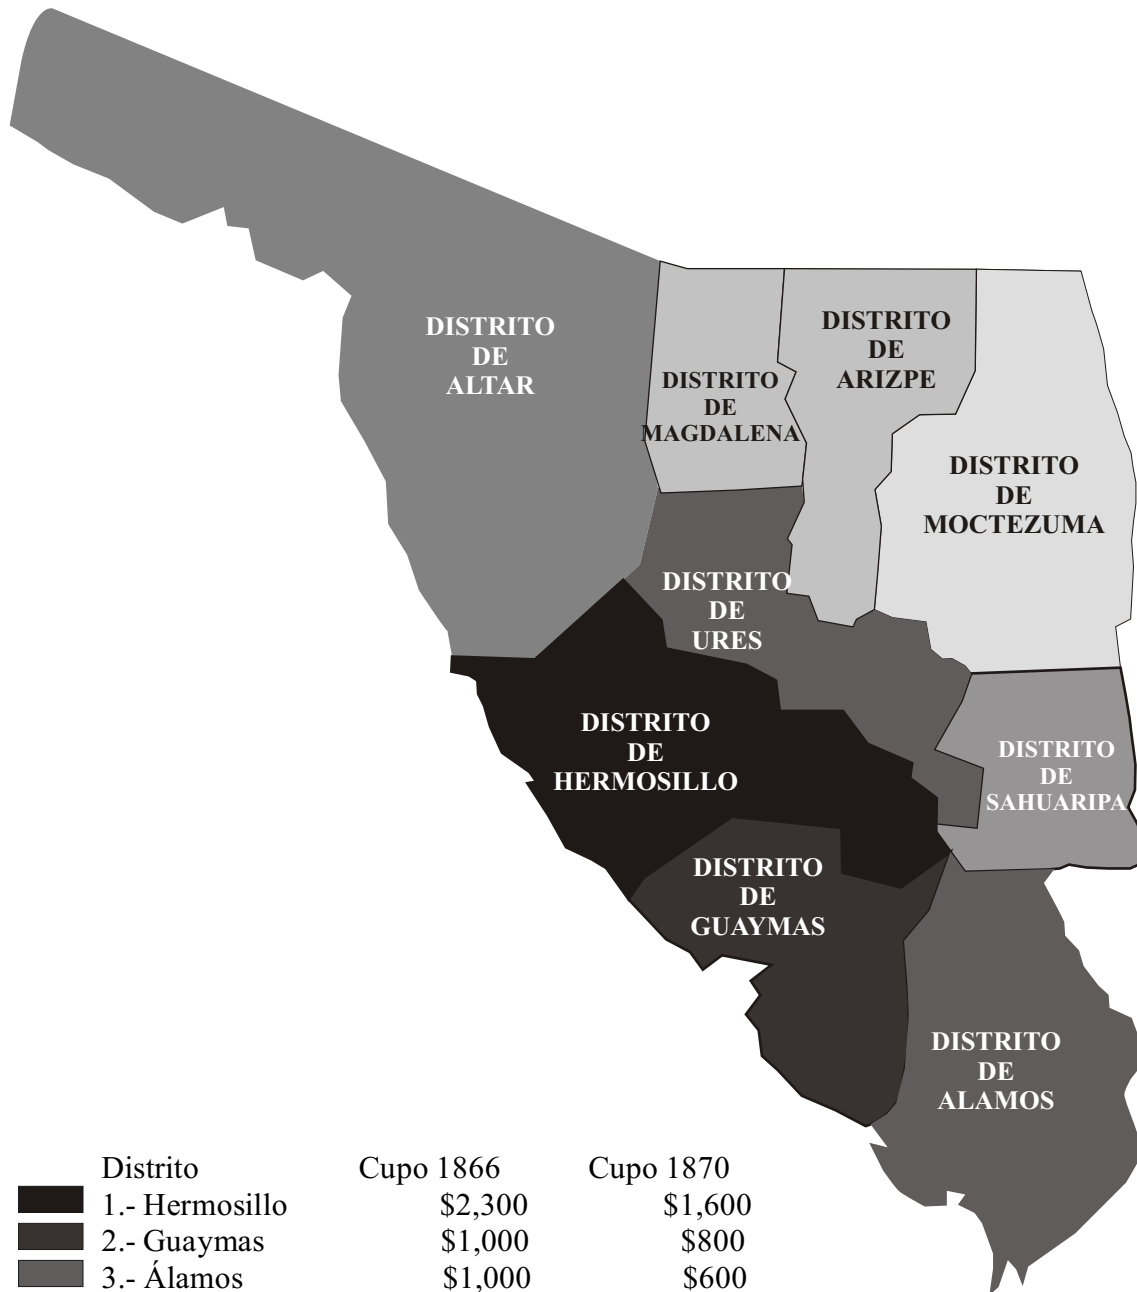 DISTRITO
DE
ALTAR
DISTRITO
DE
MAGDALENA
DISTRITO
DE
ARIZPE
DISTRITO
DE
MOCTEZUMA
DISTRITO
DE
URES
DISTRITO
DE
HERMOSILLO
DISTRITO
DE
SAHUARIPA
DISTRITO
DE
GUAYMAS
DISTRITO
DE
ALAMOS
Distrito Cupo 1866 Cupo 1870
1.- Hermosillo $2,300 $1,600
2.- Guaymas $1,000 $800
3.- Álamos $1,000 $600